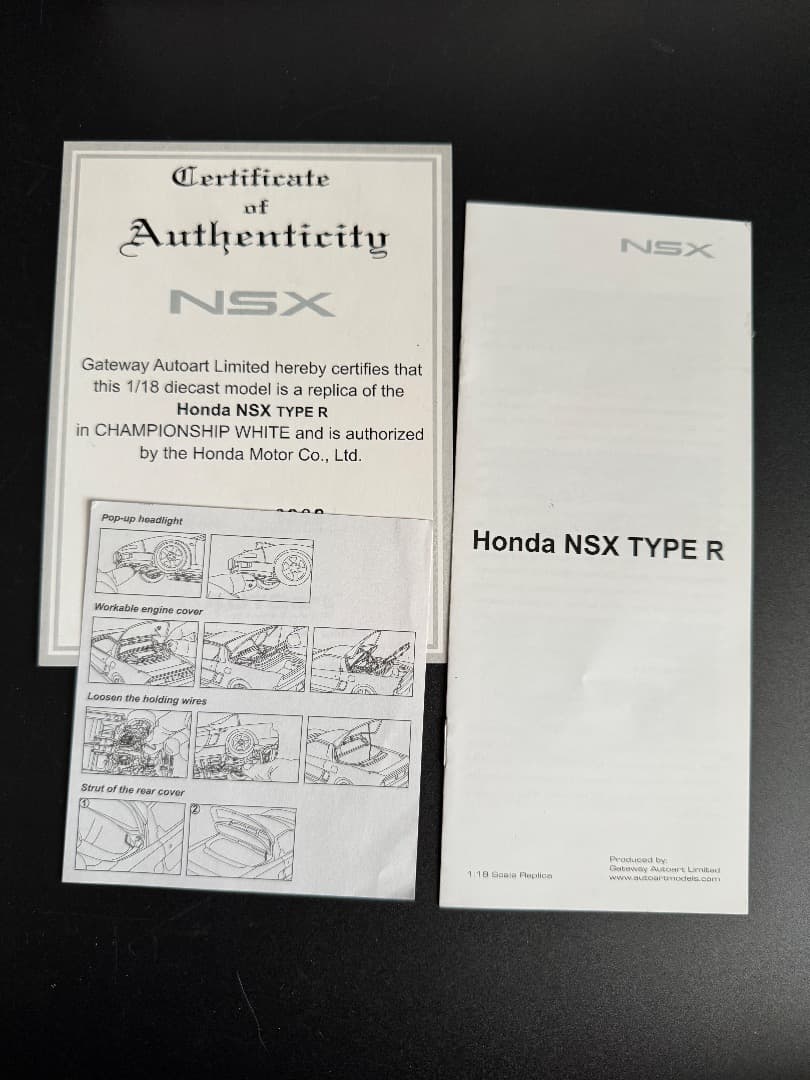 Certificate
of
Authenticity
NSX
Gateway Autoart Limited hereby certifies that
this 1/18 diecast model is a replica of the
Honda NSX TYPE R
in CHAMPIONSHIP WHITE and is authorized
by the Honda Motor Co., Ltd.
Pop-up headlight
Workable engine cover
Loosen the holding wires
Strut of the rear cover
1
2
NSX
Honda NSX TYPE R
1:18 Scale Replica
Produced by:
Gateway Autoart Limited
www.autoartmodels.com